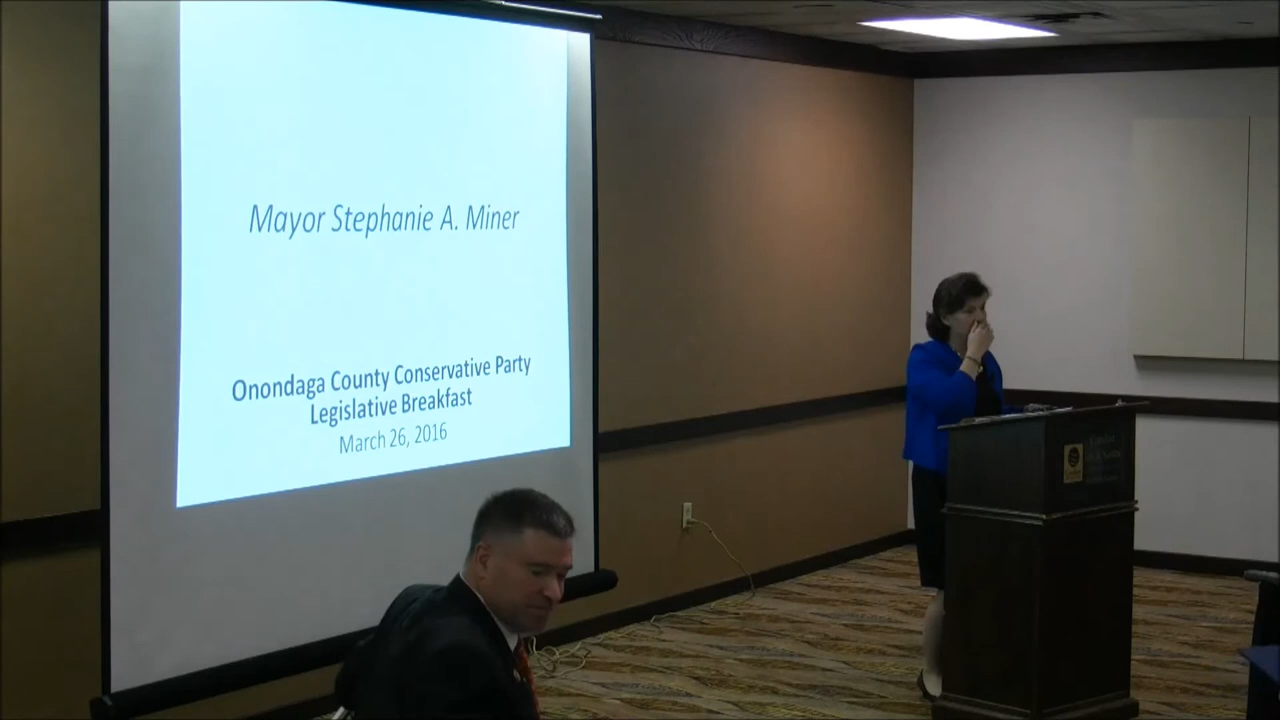 Mayor Stephanie A. Miner
Onondaga County Conservative Party
Legislative Breakfast
March 26, 2016